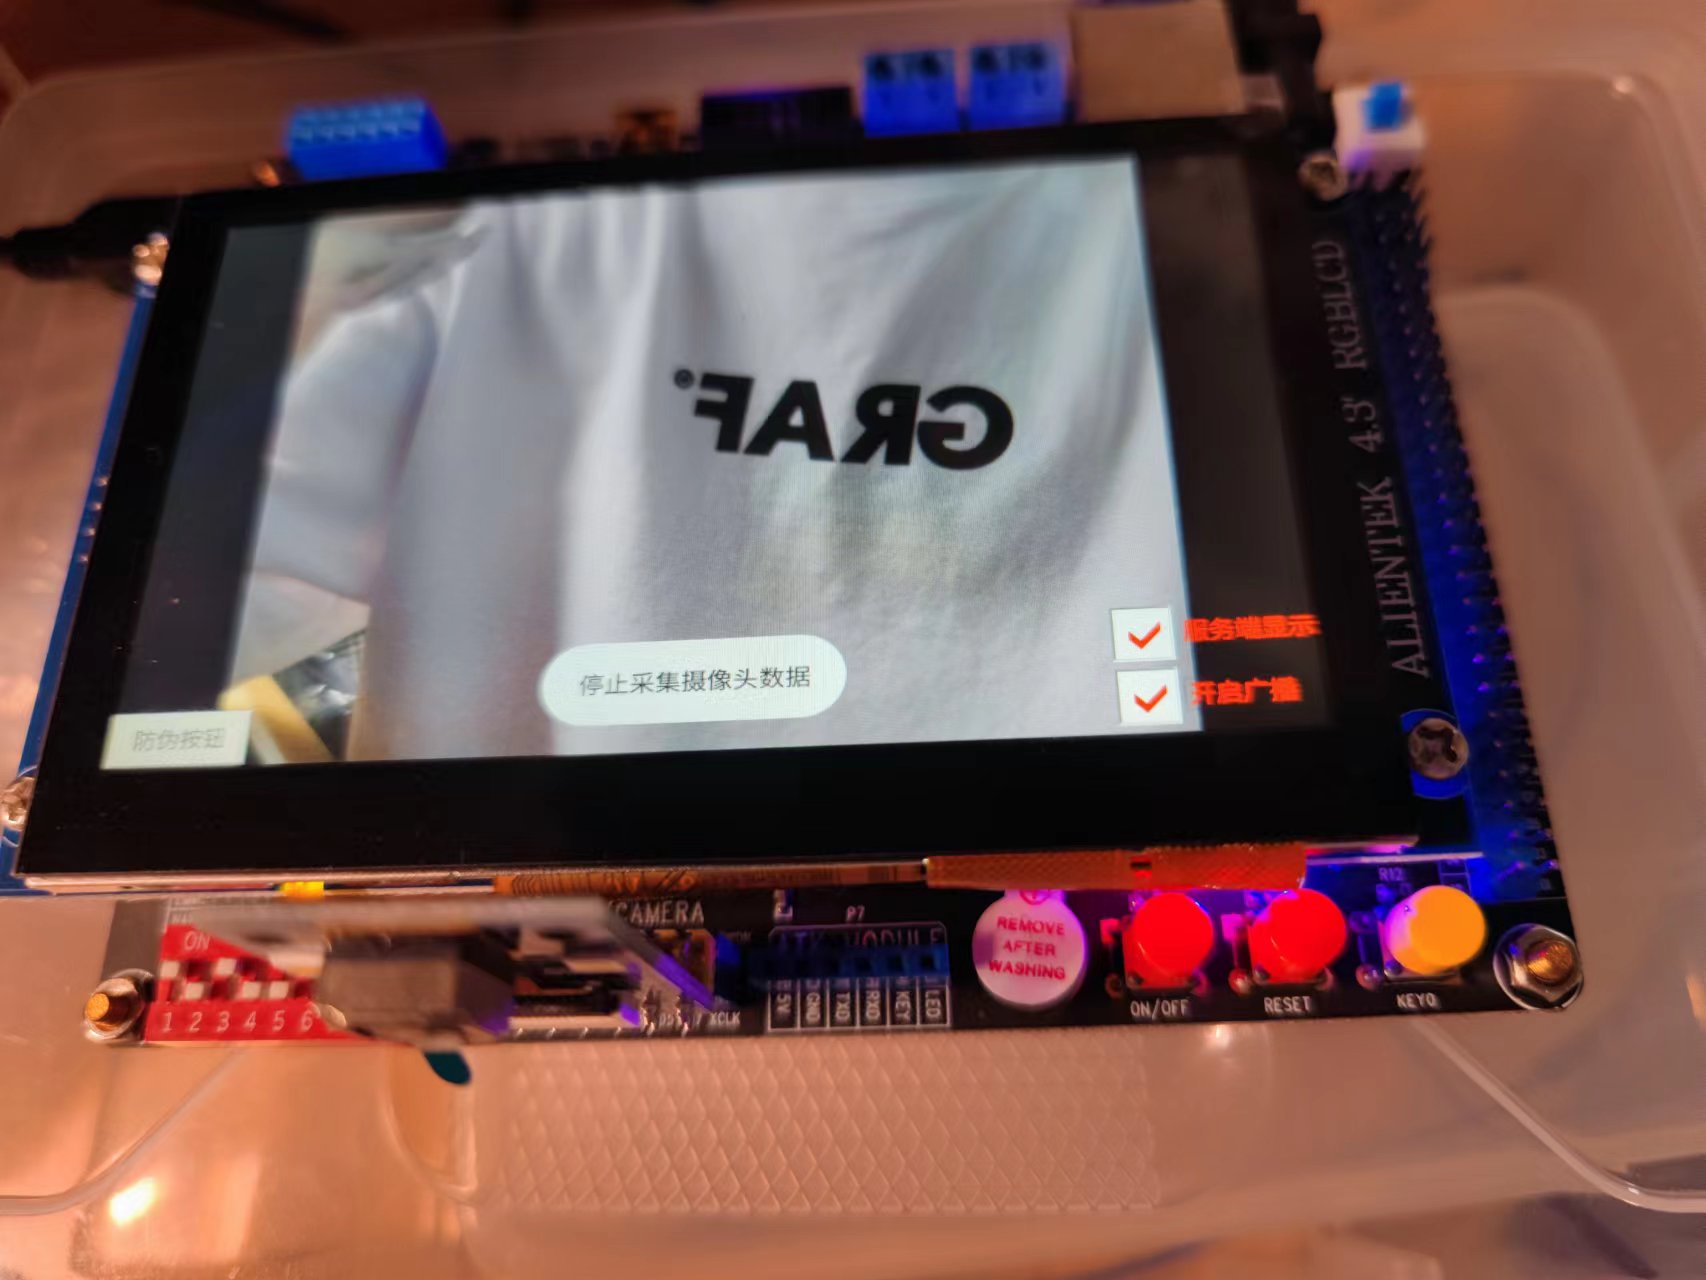 GRAF®
停止采集摄像头数据
服务端显示
开启广播
防伪按钮
ALIENTEK 4.3' RGBLCD
R12
CAMERA
P7
ATK MODULE
ON
1 2 3 4 5 6
XCLK
5V GND TXD RXD KEY LED
REMOVE
AFTER
WASHING
ON/OFF
RESET
KEY0